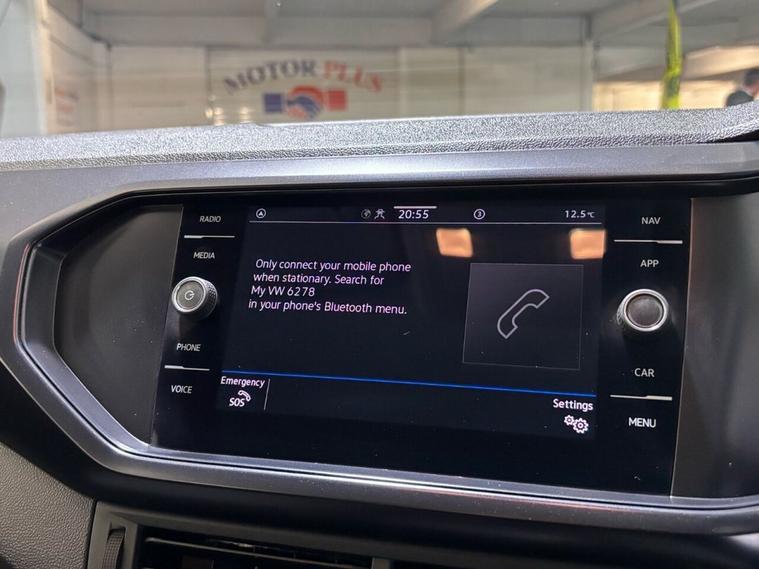 MOTOR PLUS
RADIO
MEDIA
PHONE
VOICE
20:55
3
12.5°C
Only connect your mobile phone
when stationary. Search for
My VW 6278
in your phone's Bluetooth menu.
Emergency
SOS
Settings
NAV
APP
CAR
MENU